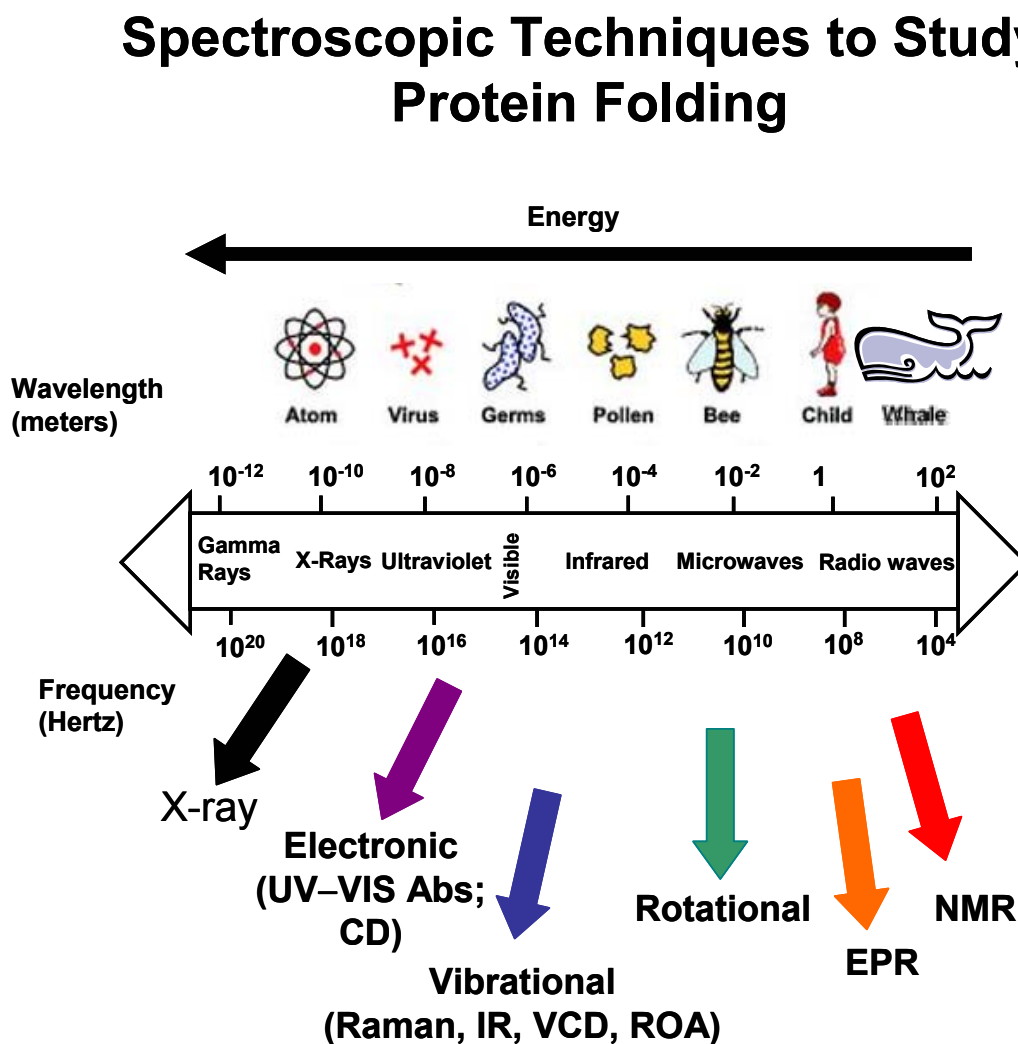 Spectroscopic Techniques to Study
Protein Folding
Energy
Wavelength
(meters)
Atom Virus Germs Pollen Bee Child Whale
10⁻¹² 10⁻¹⁰ 10⁻⁸ 10⁻⁶ 10⁻⁴ 10⁻² 1 10²
Gamma
Rays
X-Rays Ultraviolet Visible Infrared Microwaves Radio waves
10²⁰ 10¹⁸ 10¹⁶ 10¹⁴ 10¹² 10¹⁰ 10⁸ 10⁴
Frequency
(Hertz)
X-ray
Electronic
(UV–VIS Abs;
CD)
Vibrational
(Raman, IR, VCD, ROA)
Rotational
EPR
NMR